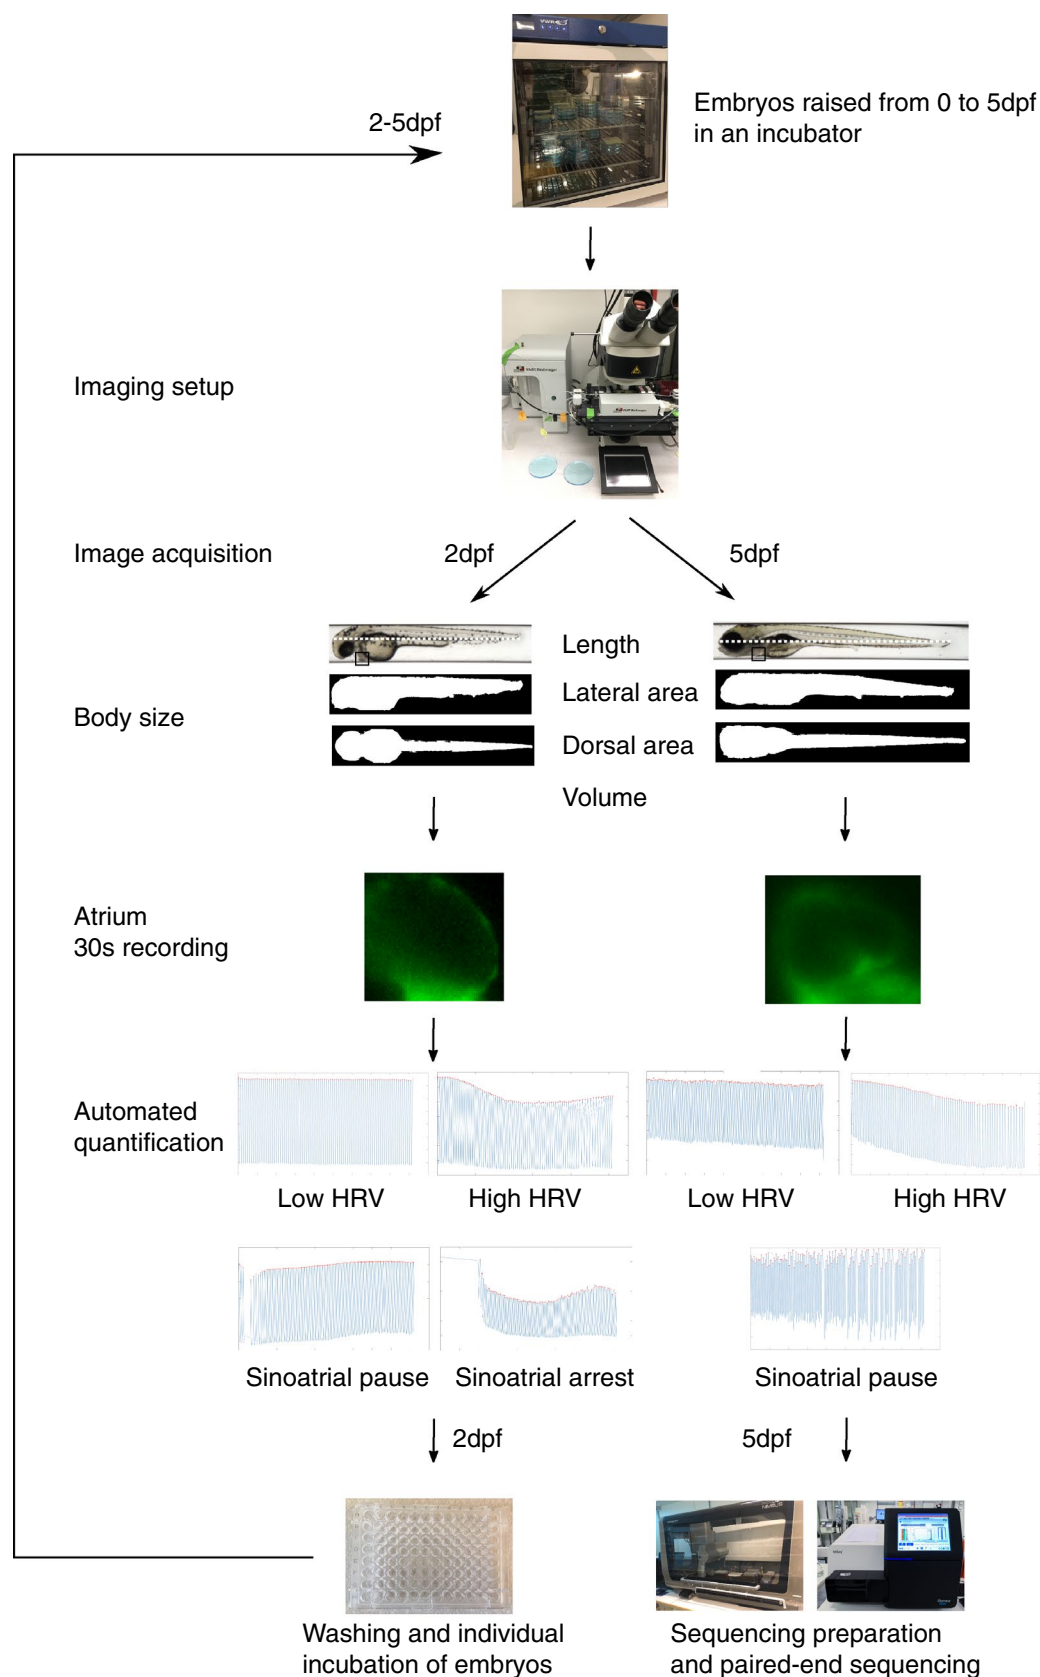 VWR
Embryos raised from 0 to 5dpf
in an incubator
2-5dpf
Imaging setup
Image acquisition
2dpf
5dpf
Length
Lateral area
Body size
Dorsal area
Volume
Atrium
30s recording
Automated
quantification
Low HRV
High HRV
Low HRV
High HRV
Sinoatrial pause
Sinoatrial arrest
Sinoatrial pause
2dpf
5dpf
Washing and individual
incubation of embryos
Sequencing preparation
and paired-end sequencing